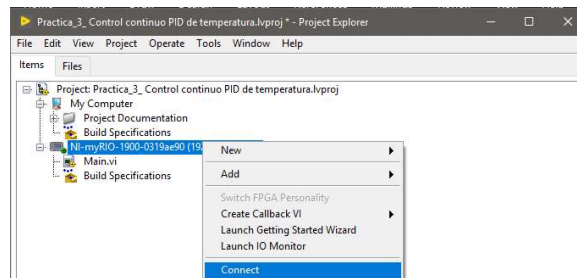 Practica_3_ Control continuo PID de temperatura.lvproj * - Project Explorer
File Edit View Project Operate Tools Window Help
Items Files
Project: Practica_3_ Control continuo PID de temperatura.lvproj
My Computer
Project Documentation
Build Specifications
NI-myRIO-1900-0319ae90 (19
Main.vi
Build Specifications
New
Add
Switch FPGA Personality
Create Callback VI
Launch Getting Started Wizard
Launch IO Monitor
Connect